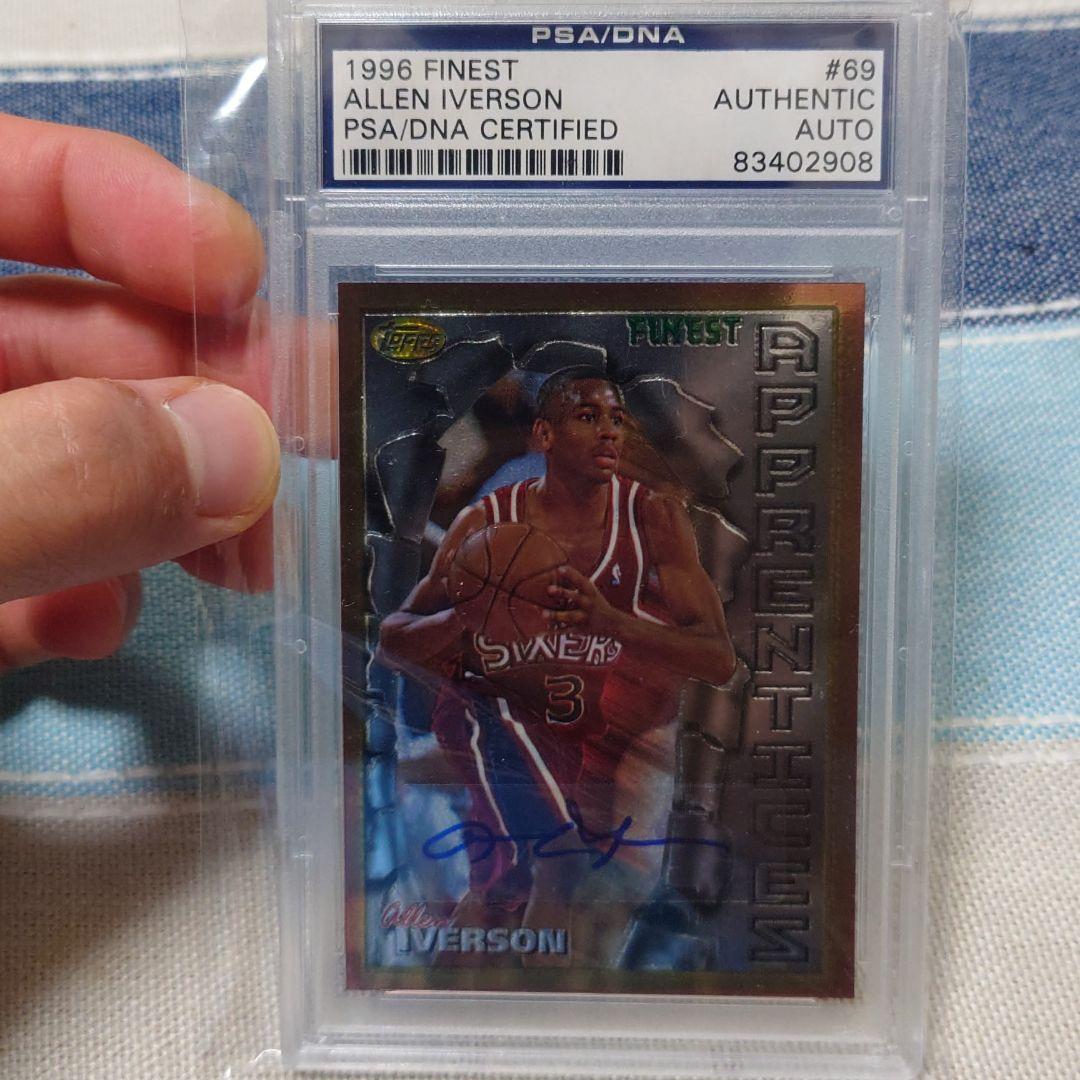 PSA/DNA
1996 FINEST #69
ALLEN IVERSON AUTHENTIC
PSA/DNA CERTIFIED AUTO
83402908
Topps
FINEST
APPRENTICES
SIXERS
3
Allen
IVERSON